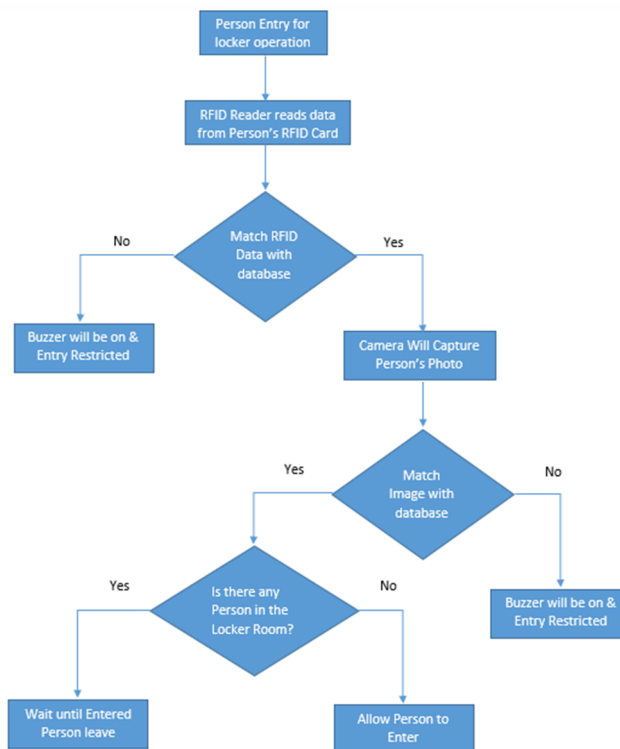 Person Entry for
locker operation
RFID Reader reads data
from Person's RFID Card
No
Match RFID
Data with
database
Yes
Buzzer will be on &
Entry Restricted
Camera Will Capture
Person's Photo
Yes
Match
Image with
database
No
Yes
Is there any
Person in the
Locker Room?
No
Buzzer will be on &
Entry Restricted
Wait until Entered
Person leave
Allow Person to
Enter